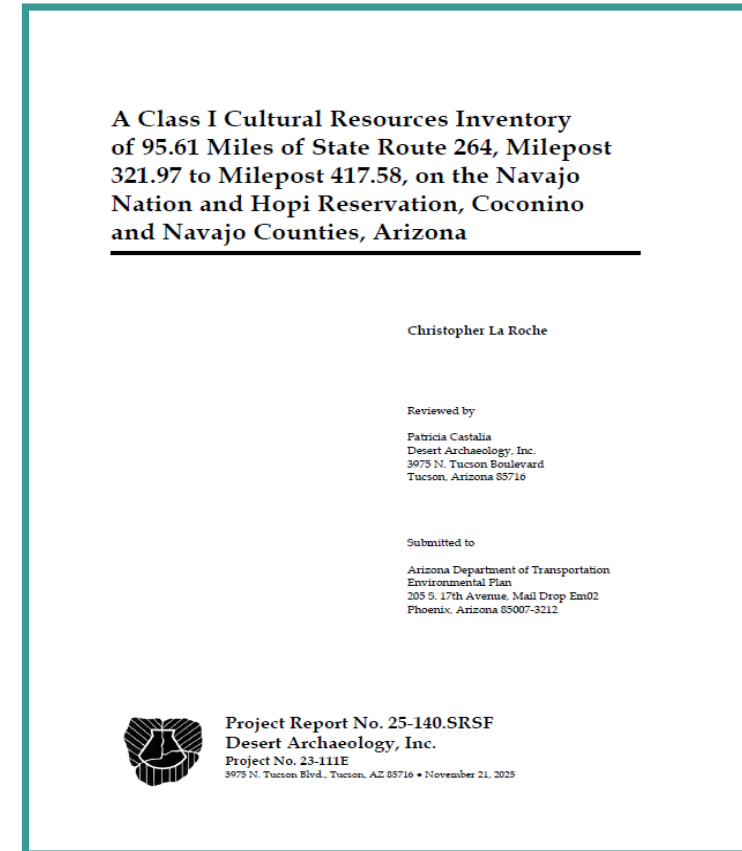 A Class I Cultural Resources Inventory
of 95.61 Miles of State Route 264, Milepost
321.97 to Milepost 417.58, on the Navajo
Nation and Hopi Reservation, Coconino
and Navajo Counties, Arizona
Christopher La Roche
Reviewed by
Patricia Castalia
Desert Archaeology, Inc.
3975 N. Tucson Boulevard
Tucson, Arizona 85716
Submitted to
Arizona Department of Transportation
Environmental Plan
205 S. 17th Avenue, Mail Drop Em02
Phoenix, Arizona 85007-3212
Project Report No. 25-140.SRSF
Desert Archaeology, Inc.
Project No. 23-111E
3975 N. Tucson Blvd., Tucson, AZ 85716 • November 21, 2025